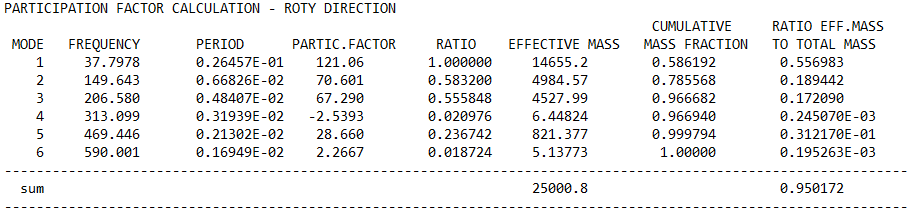 PARTICIPATION FACTOR CALCULATION - ROTY DIRECTION
CUMULATIVE RATIO EFF.MASS
MODE FREQUENCY PERIOD PARTIC.FACTOR RATIO EFFECTIVE MASS MASS FRACTION TO TOTAL MASS
1 37.7978 0.26457E-01 121.06 1.000000 14655.2 0.586192 0.556983
2 149.643 0.66826E-02 70.601 0.583200 4984.57 0.785568 0.189442
3 206.580 0.48407E-02 67.290 0.555848 4527.99 0.966682 0.172090
4 313.099 0.31939E-02 -2.5393 0.020976 6.44824 0.966940 0.245070E-03
5 469.446 0.21302E-02 28.660 0.236742 821.377 0.999794 0.312170E-01
6 590.001 0.16949E-02 2.2667 0.018724 5.13773 1.00000 0.195263E-03
sum 25000.8 0.950172